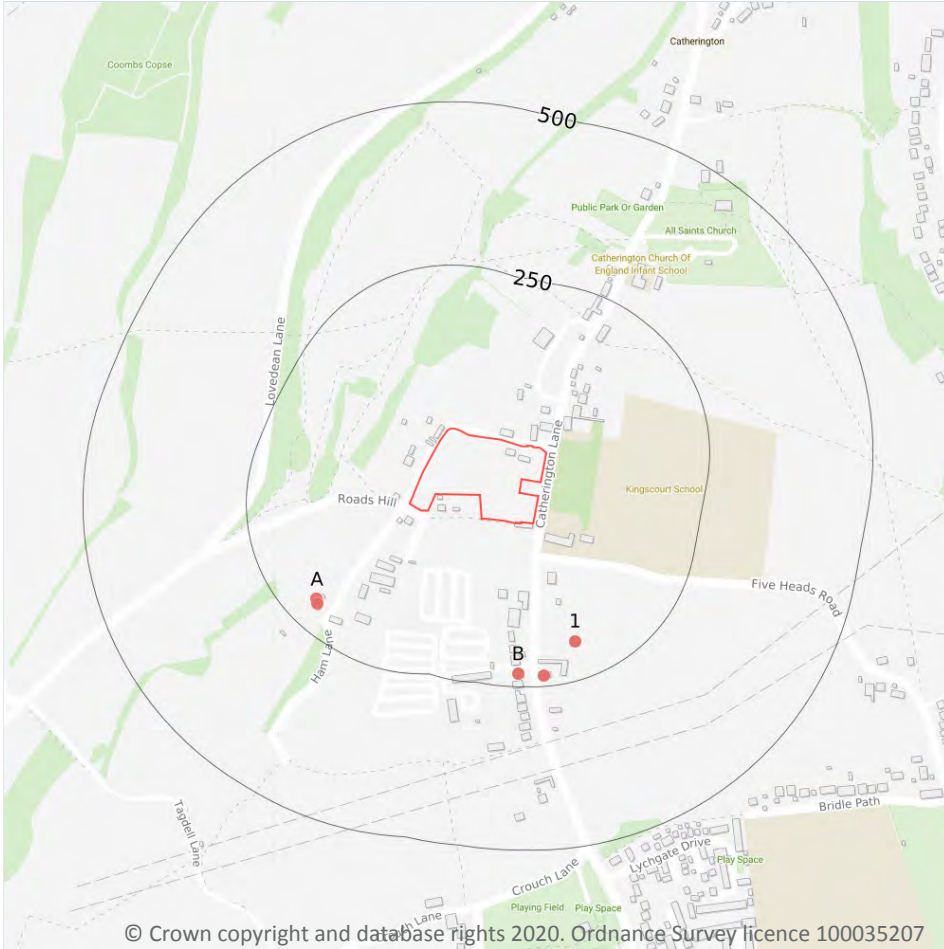 Catherington
Coombs Copse
500
Public Park Or Garden
All Saints Church
Catherington Church Of
England Infant School
250
Lovedean Lane
Catherington Lane
Kingscourt School
Roads Hill
A
Five Heads Road
1
B
Ham Lane
Tagdell Lane
Bridle Path
Lychgate Drive
Play Space
Crouch Lane
Playing Field
Play Space
Lane
© Crown copyright and database rights 2020. Ordnance Survey licence 100035207